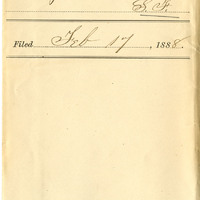 S. F.
Filed Feb 17, 1888.